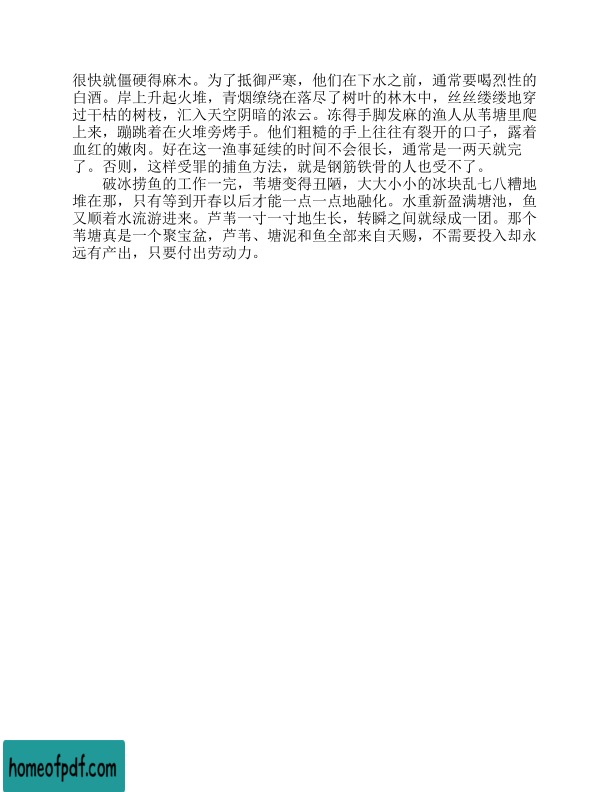 很快就僵硬得麻木。为了抵御严寒，他们在下水之前，通常要喝烈性的
白酒。岸上升起火堆，青烟缭绕在落尽了树叶的林木中，丝丝缕缕地穿
过干枯的树枝，汇入天空阴暗的浓云。冻得手脚发麻的渔人从苇塘里爬
上来，蹦跳着在火堆旁烤手。他们粗糙的手上往往有裂开的口子，露着
血红的嫩肉。好在这一渔事延续的时间不会很长，通常是一两天就完
了。否则，这样受罪的捕鱼方法，就是钢筋铁骨的人也受不了。
破冰捞鱼的工作一完，苇塘变得丑陋，大大小小的冰块乱七八糟地
堆在那，只有等到开春以后才能一点一点地融化。水重新盈满塘池，鱼
又顺着水流游进来。芦苇一寸一寸地生长，转瞬之间就绿成一团。那个
苇塘真是一个聚宝盆，芦苇、塘泥和鱼全部来自天赐，不需要投入却永
远有产出，只要付出劳动力。
homeofpdf.com